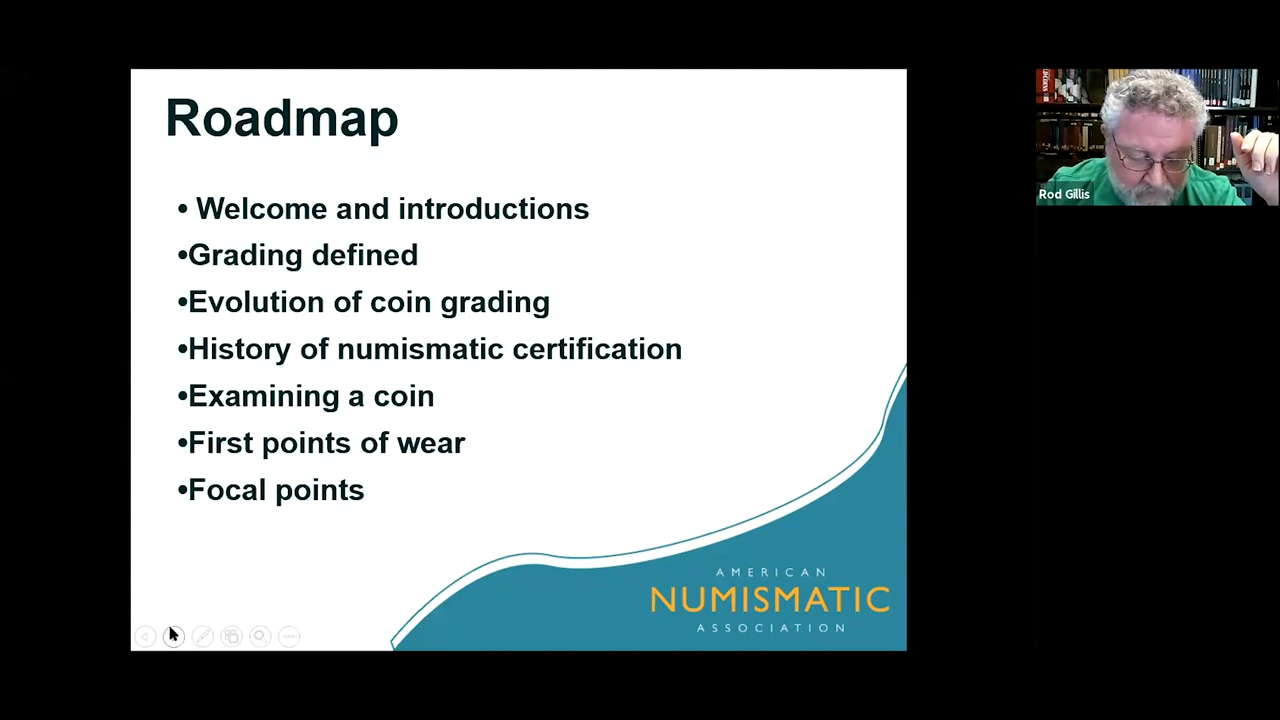 Roadmap
• Welcome and introductions
•Grading defined
•Evolution of coin grading
•History of numismatic certification
•Examining a coin
•First points of wear
•Focal points
AMERICAN
NUMISMATIC
ASSOCIATION
Rod Gillis